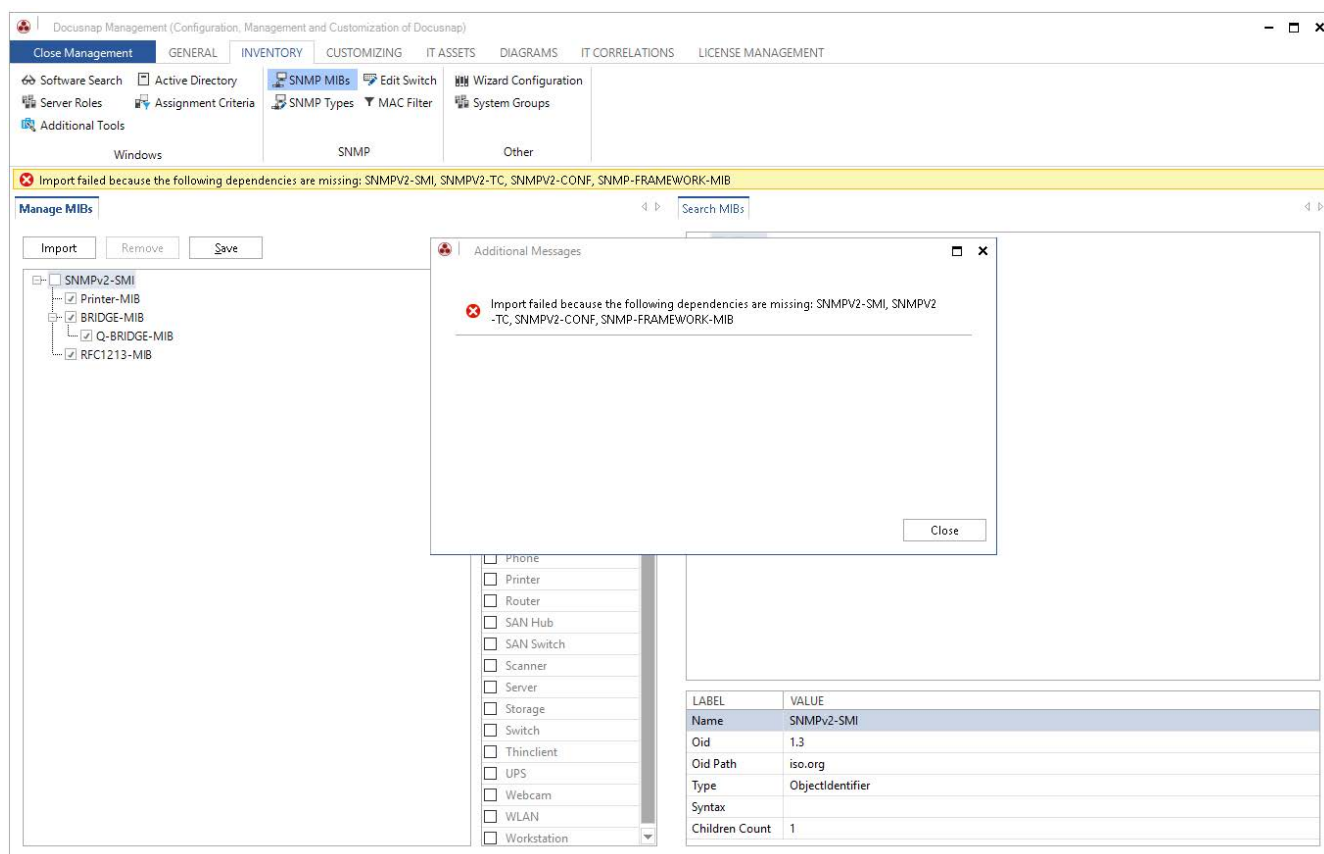 Docusnap Management (Configuration, Management and Customization of Docusnap)
Close Management GENERAL INVENTORY CUSTOMIZING IT ASSETS DIAGRAMS IT CORRELATIONS LICENSE MANAGEMENT
Software Search Active Directory SNMP MIBs Edit Switch Wizard Configuration
Server Roles Assignment Criteria SNMP Types MAC Filter System Groups
Additional Tools
Windows SNMP Other
Import failed because the following dependencies are missing: SNMPV2-SMI, SNMPV2-TC, SNMPV2-CONF, SNMP-FRAMEWORK-MIB
Manage MIBs Search MIBs
Import Remove Save
SNMPv2-SMI
Printer-MIB
BRIDGE-MIB
Q-BRIDGE-MIB
RFC1213-MIB
Additional Messages
Import failed because the following dependencies are missing: SNMPV2-SMI, SNMPV2
-TC, SNMPV2-CONF, SNMP-FRAMEWORK-MIB
Close
Phone
Printer
Router
SAN Hub
SAN Switch
Scanner
Server
Storage
Switch
Thinclient
UPS
Webcam
WLAN
Workstation
LABEL VALUE
Name SNMPv2-SMI
Oid 1.3
Oid Path iso.org
Type ObjectIdentifier
Syntax
Children Count 1